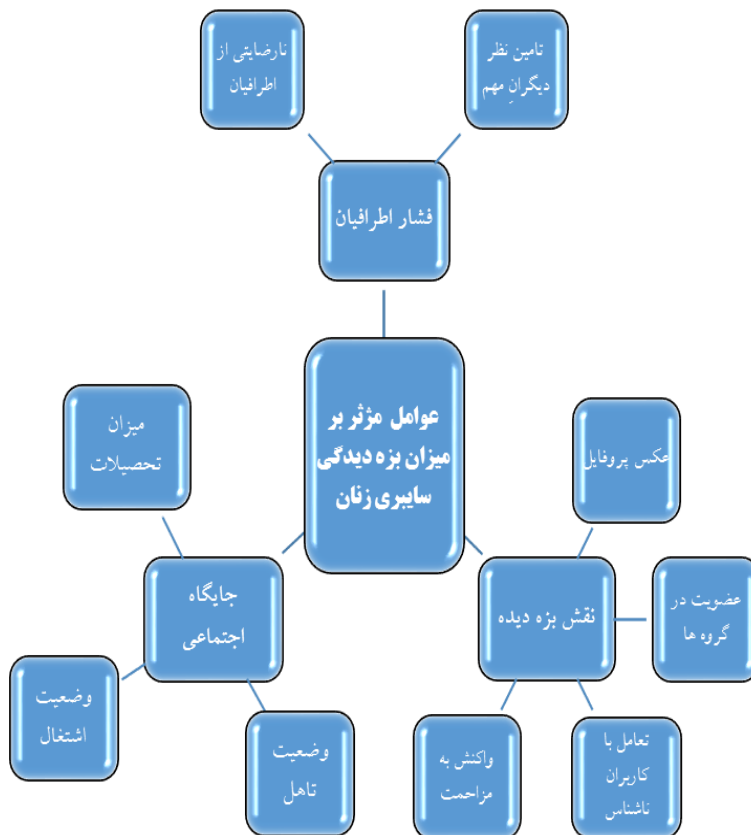 نارضایتی از
اطرافیان
تامین نظر
دیگرانِ مهم
فشار اطرافیان
عوامل مژثر بر
میزان بزه دیدگی
سایبری زنان
میزان
تحصیلات
جایگاه
اجتماعی
وضعیت
اشتغال
وضعیت
تاهل
عکس پروفایل
نقش بزه دیده
عضویت در
گروه ها
واکنش به
مزاحمت
تعامل با
کاربران
ناشناس